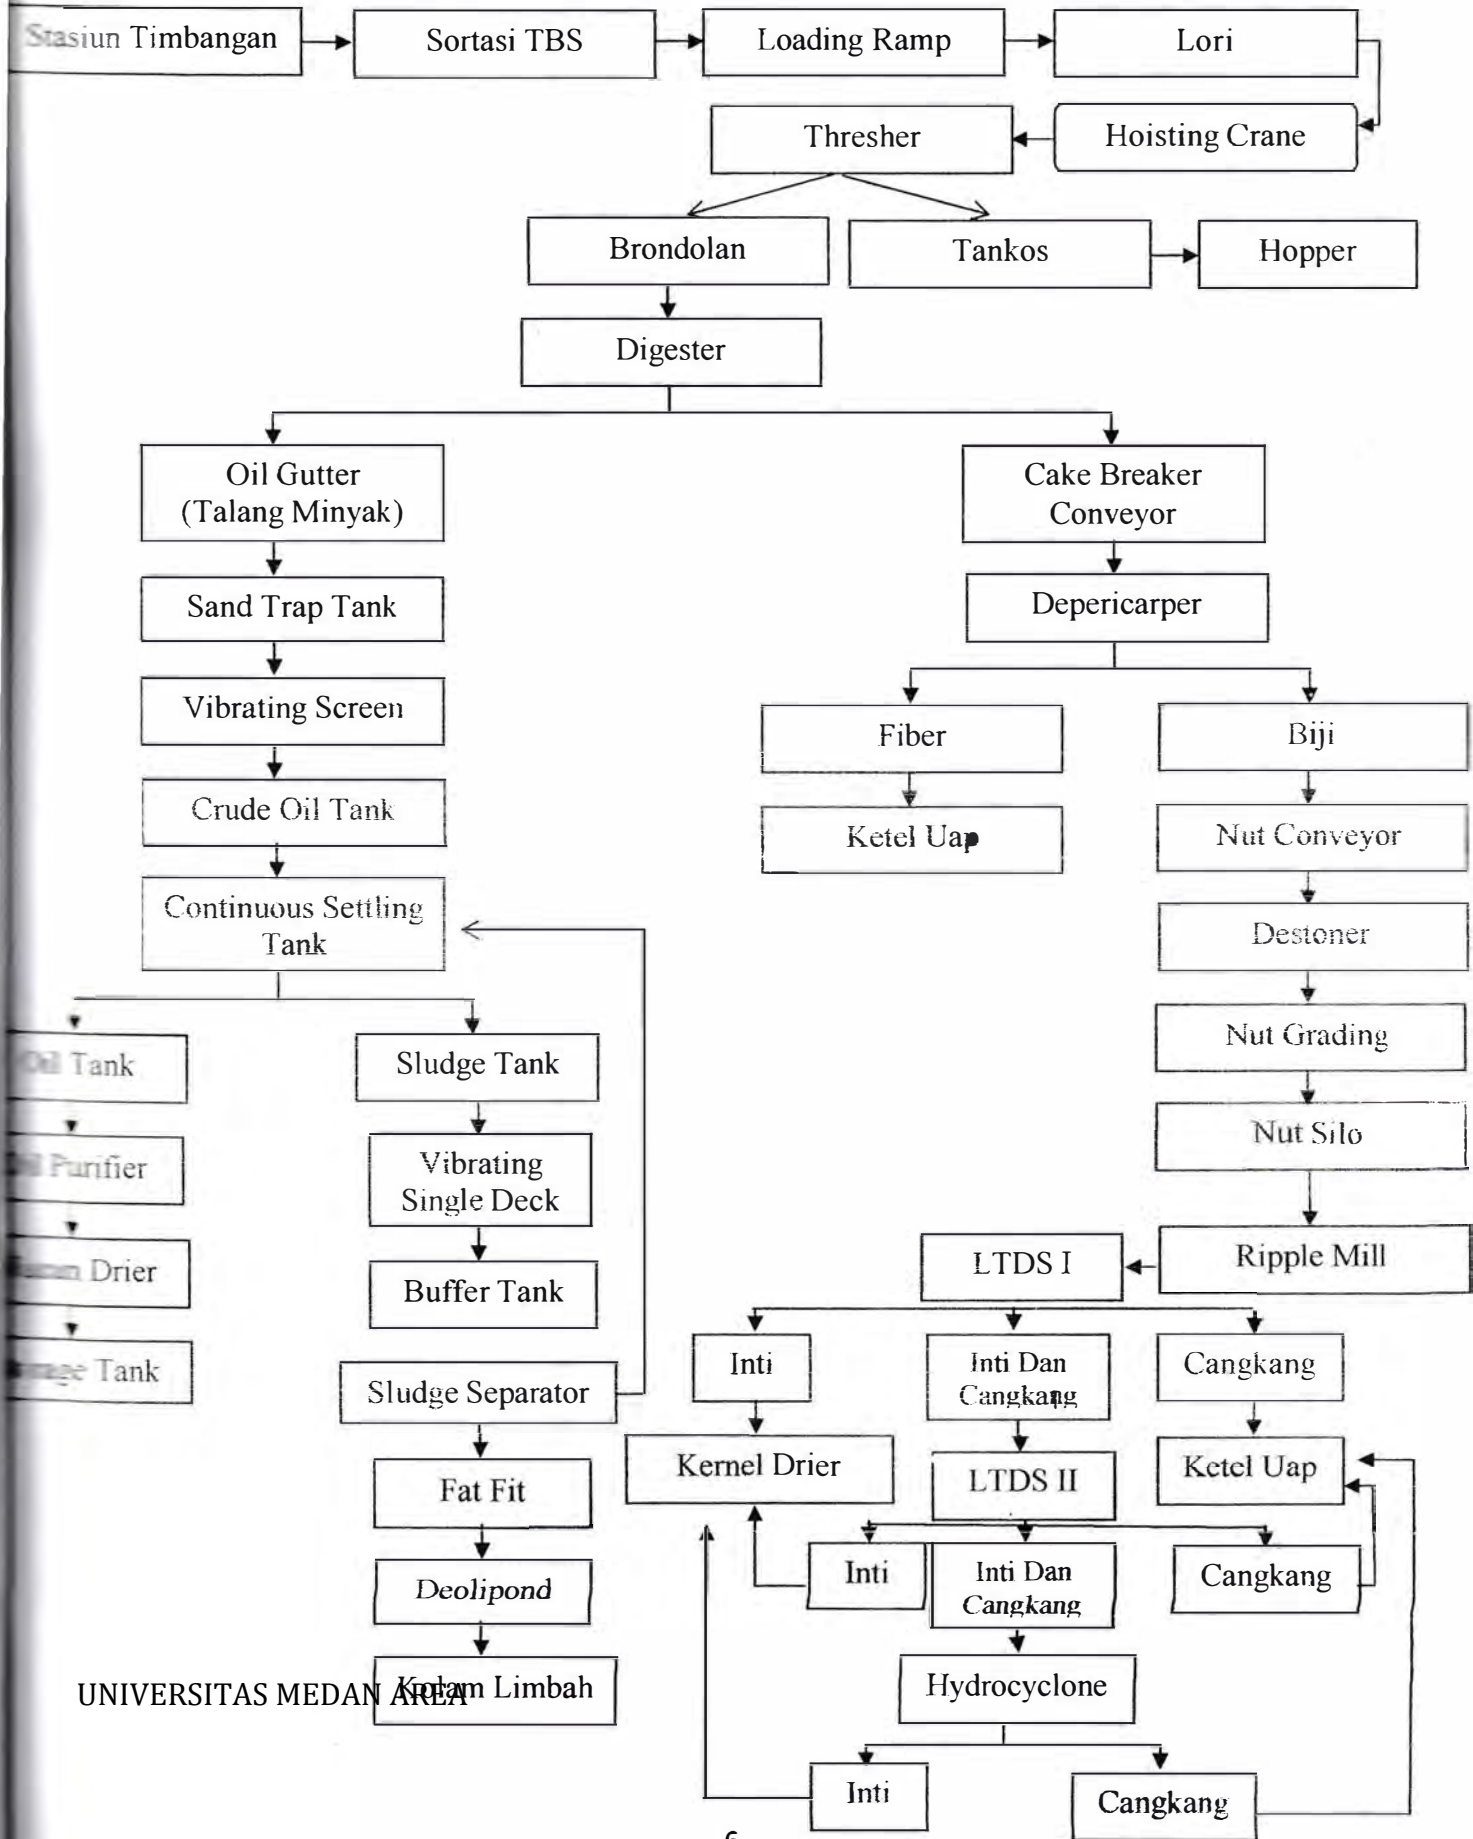 Stasiun Timbangan
Sortasi TBS
Loading Ramp
Lori
Thresher
Hoisting Crane
Brondolan
Tankos
Hopper
Digester
Oil Gutter
(Talang Minyak)
Cake Breaker
Conveyor
Sand Trap Tank
Depericarper
Vibrating Screen
Fiber
Biji
Crude Oil Tank
Ketel Uap
Nut Conveyor
Continuous Settling
Tank
Destoner
Nut Grading
Oil Tank
Sludge Tank
Nut Silo
Purifier
Vibrating
Single Deck
Ripple Mill
LTDS I
Drier
Buffer Tank
Inti
Inti Dan
Cangkang
Cangkang
Tank
Sludge Separator
Kernel Drier
LTDS II
Ketel Uap
Fat Fit
Inti
Inti Dan
Cangkang
Cangkang
Deolipond
Hydrocyclone
Kolam Limbah
UNIVERSITAS MEDAN AREA
Inti
Cangkang